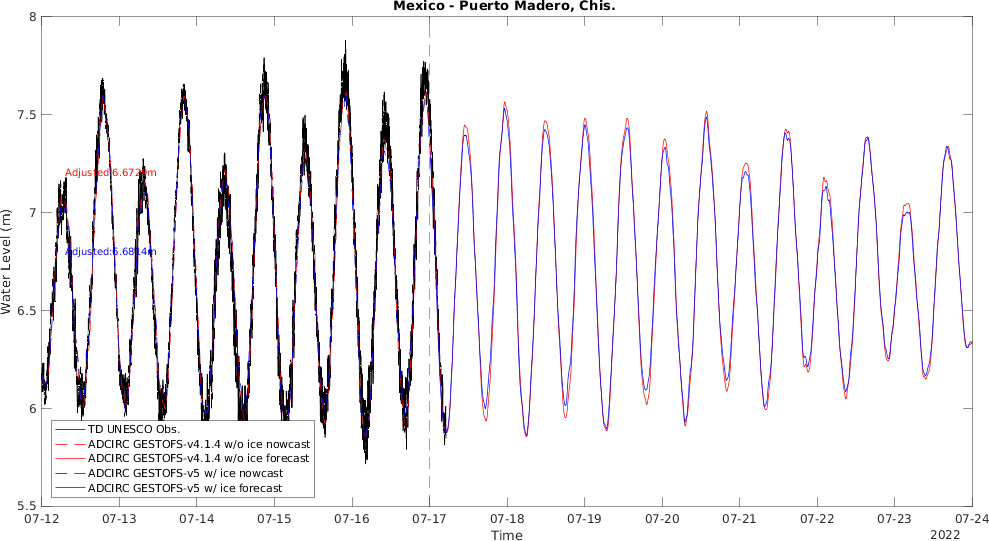 Mexico - Puerto Madero, Chis.
8
7.5
7
6.5
6
5.5
Water Level (m)
Adjusted:6.672
m
Adjusted:6.6814m
TD UNESCO Obs.
ADCIRC GESTOFS-v4.1.4 w/o ice nowcast
ADCIRC GESTOFS-v4.1.4 w/o ice forecast
ADCIRC GESTOFS-v5 w/ ice nowcast
ADCIRC GESTOFS-v5 w/ ice forecast
07-12 07-13 07-14 07-15 07-16 07-17 07-18 07-19 07-20 07-21 07-22 07-23 07-24
Time
2022